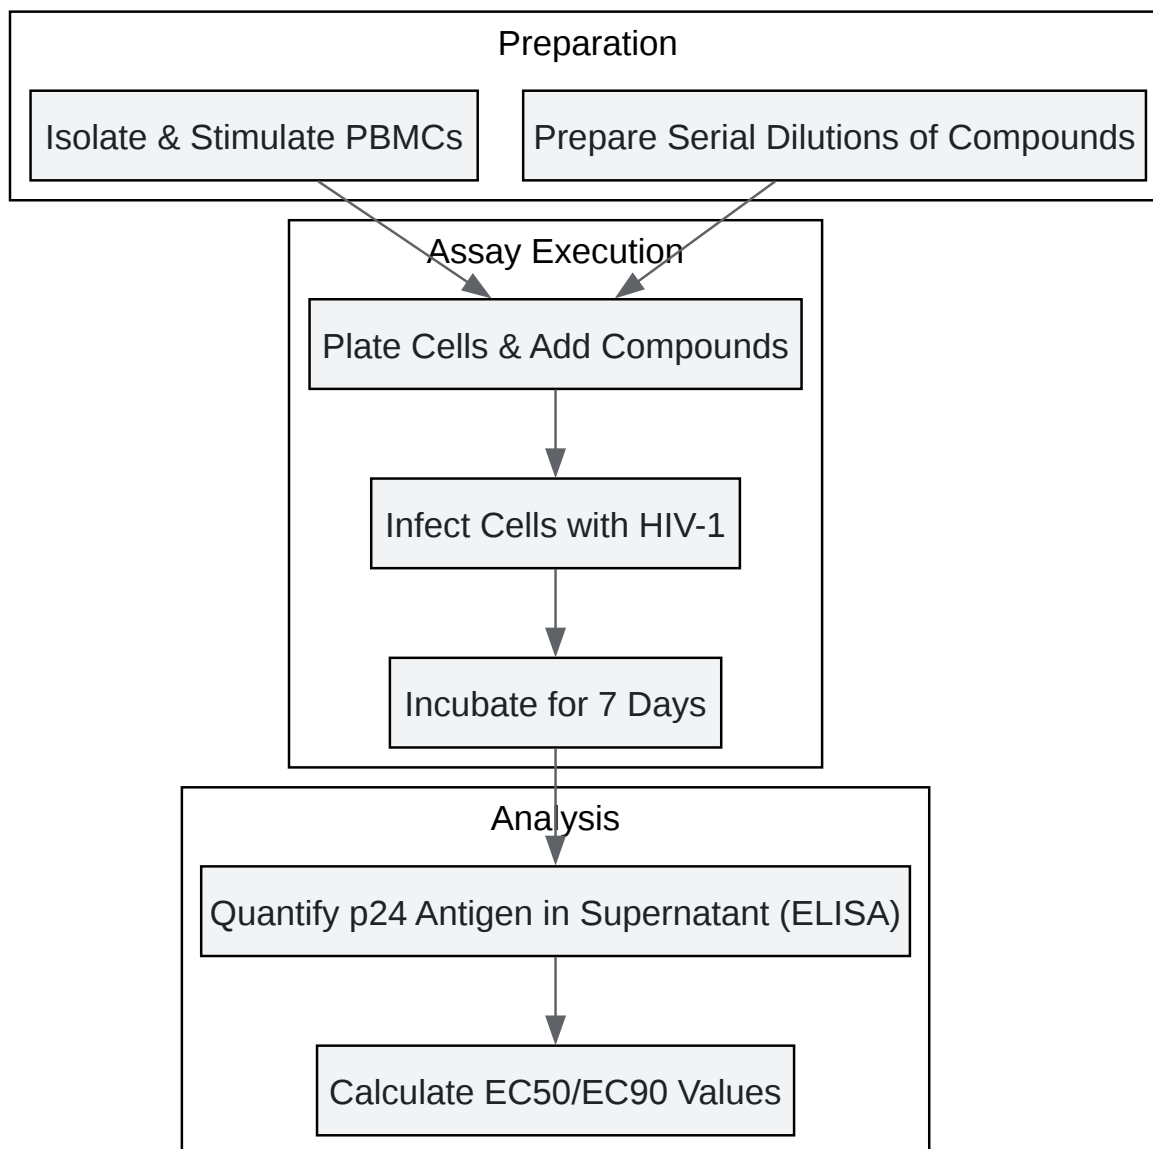 Preparation
Isolate & Stimulate PBMCs
Prepare Serial Dilutions of Compounds
Assay Execution
Plate Cells & Add Compounds
Infect Cells with HIV-1
Incubate for 7 Days
Analysis
Quantify p24 Antigen in Supernatant (ELISA)
Calculate EC50/EC90 Values